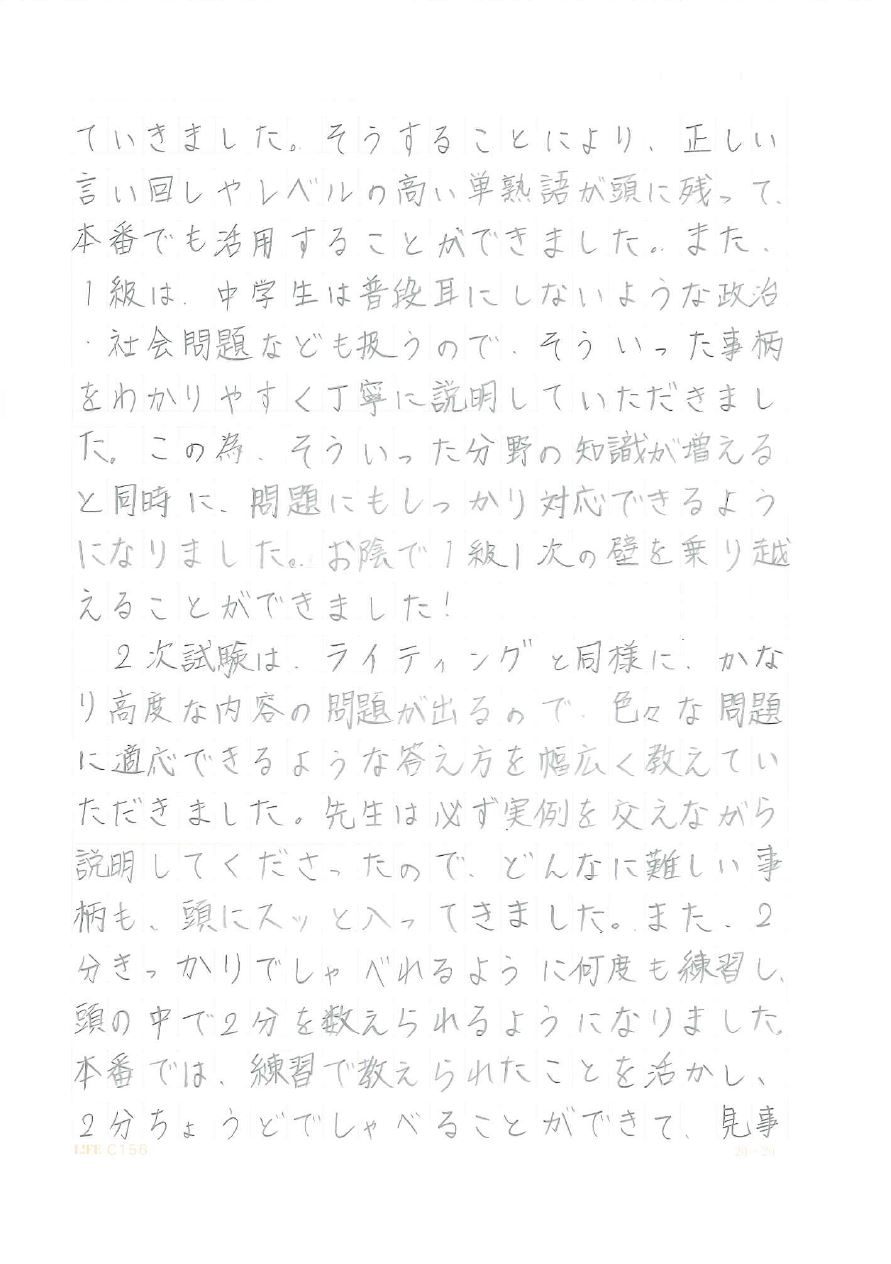 ていきました。そうすることにより、正しい
言い回しやレベルの高い単熟語が頭に残って、
本番でも活用することができました。また、
1級は、中学生は普段耳にしないような政治
・社会問題なども扱うので、そういった事柄
をわかりやすく丁寧に説明していただきまし
た。この為、そういった分野の知識が増える
と同時に、問題にもしっかり対応できるよう
になりました。お陰で1級1次の壁を乗り越
えることができました!
2次試験は、ライティングと同様に、かな
り高度な内容の問題が出るので、色々な問題
に適応できるような答え方を幅広く教えてい
ただきました。先生は必ず実例を交えながら
説明してくださったので、どんなに難しい事
柄も、頭にスッと入ってきました。また、2
分きっかりでしゃべれるように何度も練習し、
頭の中で2分を数えられるようになりました。
本番では、練習で教えられたことを活かし、
2分ちょうどでしゃべることができて、見事
LIFE C156
20×20